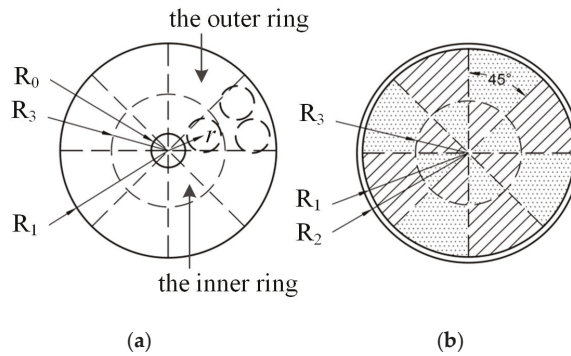 the outer ring
R0
R3
r
R1
the inner ring
(a)
45°
R3
R1
R2
(b)